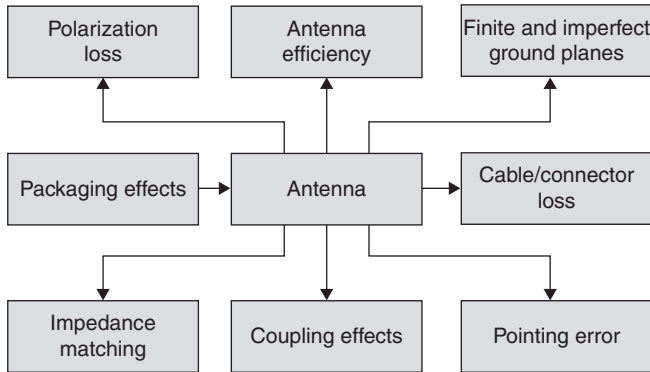 Polarization
loss
Antenna
efficiency
Finite and imperfect
ground planes
Packaging effects
Antenna
Cable/connector
loss
Impedance
matching
Coupling effects
Pointing error